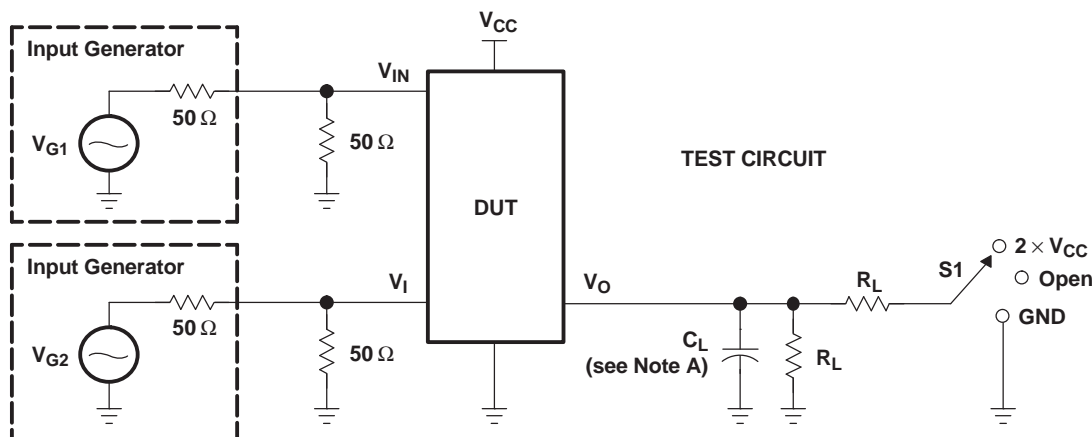 Input Generator
VG1
50 Ω
50 Ω
VIN
VCC
DUT
TEST CIRCUIT
Input Generator
VG2
50 Ω
50 Ω
VI
VO
CL
(see Note A)
RL
RL
S1
2 × VCC
Open
GND